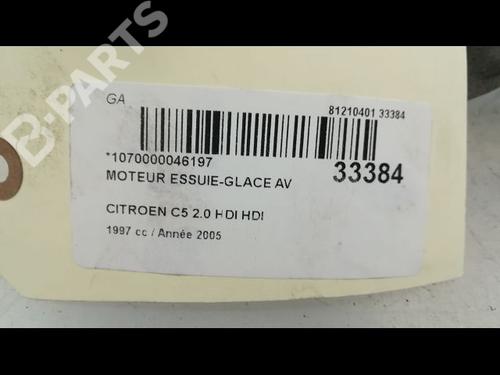 B-PARTS
GA
81210401 33384
*1070000046197
33384
MOTEUR ESSUIE-GLACE AV
CITROEN C5 2.0 HDI HDI
1997 cc / Année 2005